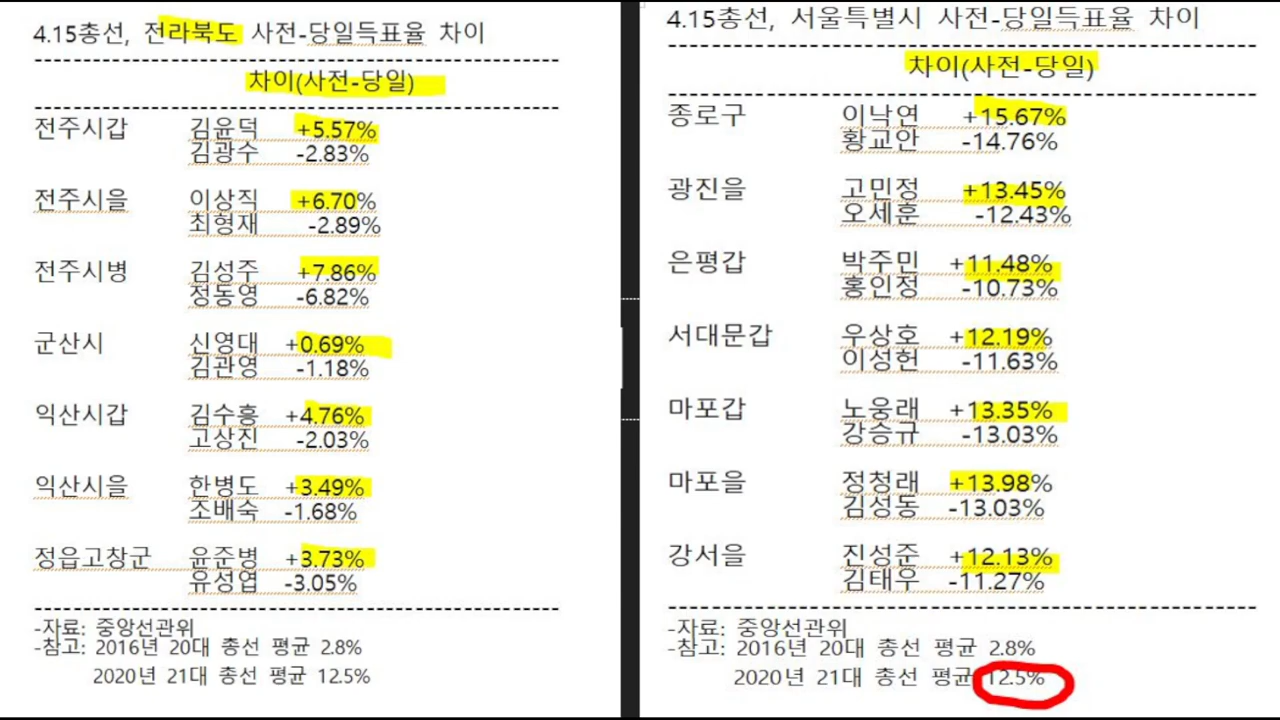 4.15총선, 전라북도 사전-당일득표율 차이
차이(사전-당일)
전주시갑 김윤덕 +5.57%
김광수 -2.83%
전주시을 이상직 +6.70%
최형재 -2.89%
전주시병 김성주 +7.86%
정동영 -6.82%
군산시 신영대 +0.69%
김관영 -1.18%
익산시갑 김수흥 +4.76%
고상진 -2.03%
익산시을 한병도 +3.49%
조배숙 -1.68%
정읍고창군 윤준병 +3.73%
유성엽 -3.05%
-자료: 중앙선관위
-참고: 2016년 20대 총선 평균 2.8%
2020년 21대 총선 평균 12.5%
4.15총선, 서울특별시 사전-당일득표율 차이
차이(사전-당일)
종로구 이낙연 +15.67%
황교안 -14.76%
광진을 고민정 +13.45%
오세훈 -12.43%
은평갑 박주민 +11.48%
홍인정 -10.73%
서대문갑 우상호 +12.19%
이성헌 -11.63%
마포갑 노웅래 +13.35%
강승규 -13.03%
마포을 정청래 +13.98%
김성동 -13.03%
강서을 진성준 +12.13%
김태우 -11.27%
-자료: 중앙선관위
-참고: 2016년 20대 총선 평균 2.8%
2020년 21대 총선 평균 12.5%